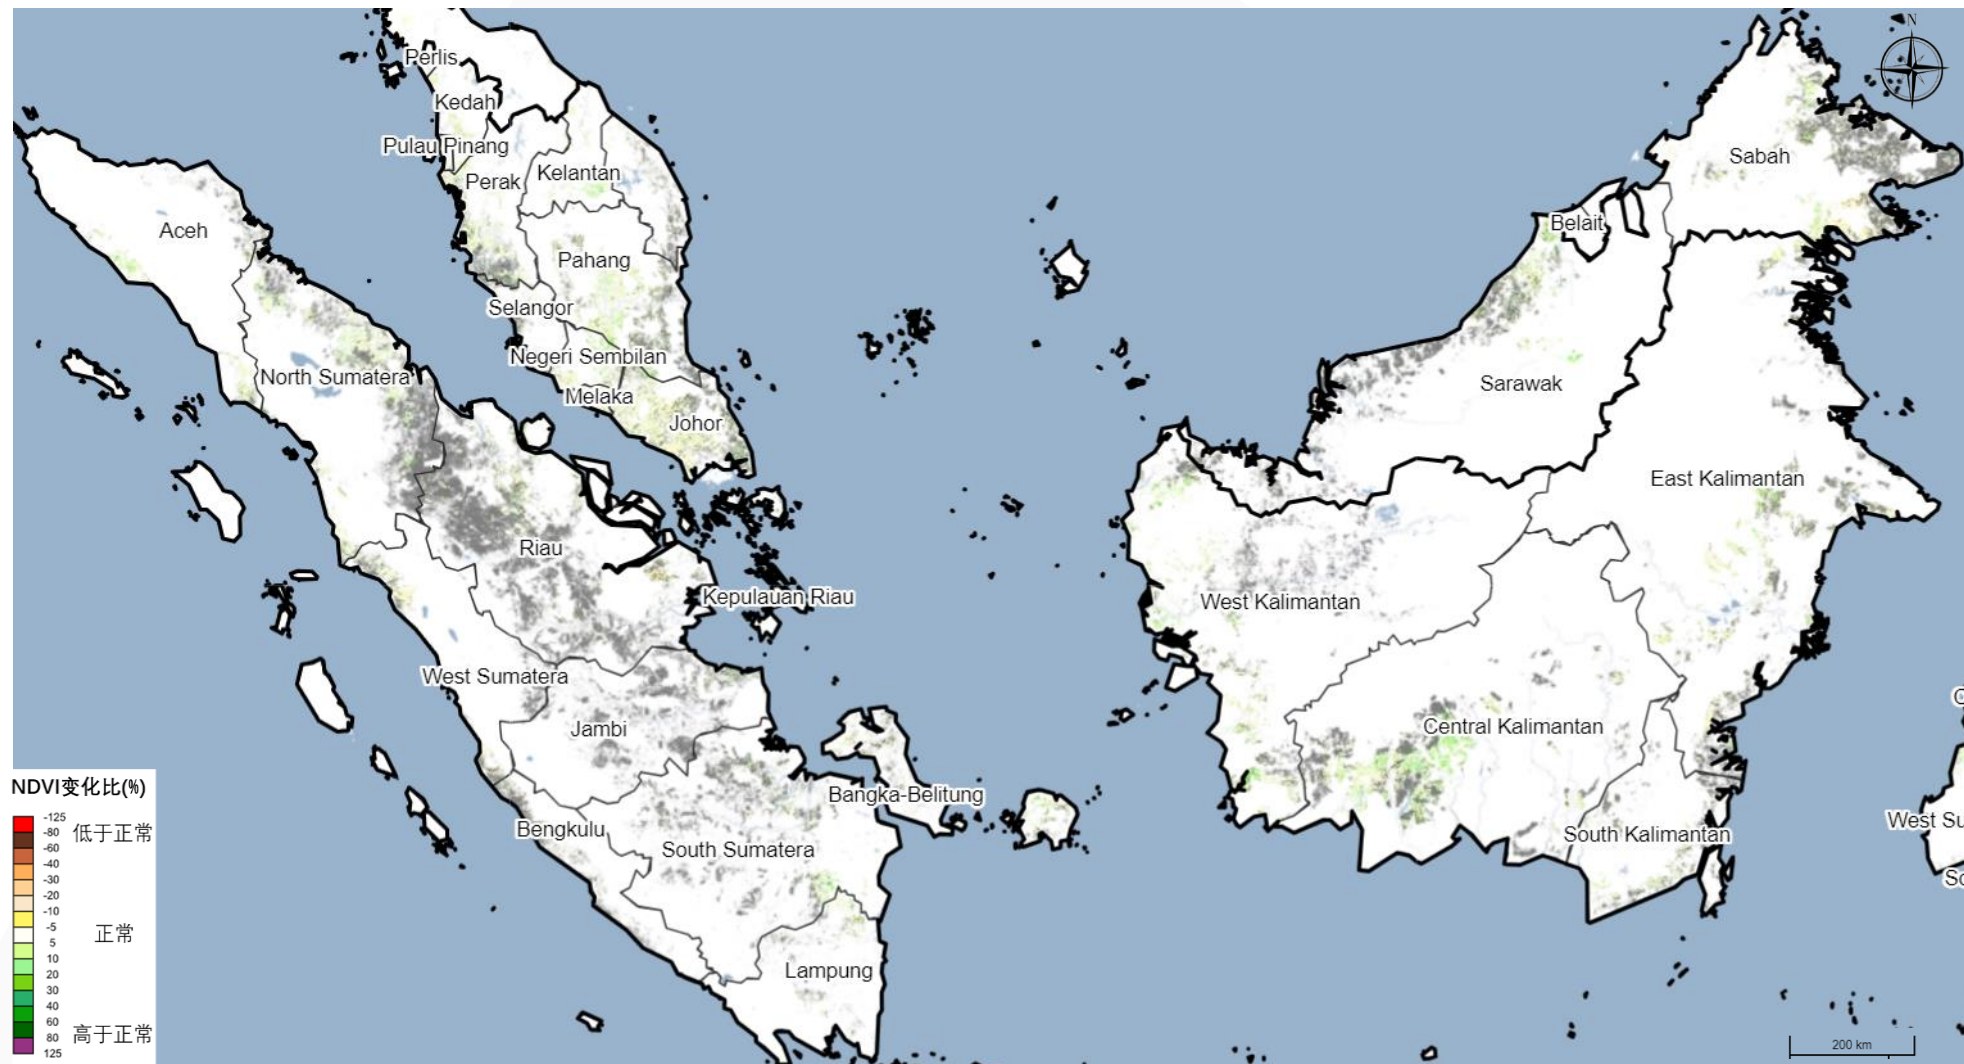 N
Perlis
Kedah
Pulau Pinang
Perak
Kelantan
Aceh
Pahang
Selangor
Negeri Sembilan
North Sumatera
Melaka
Johor
Riau
Kepulauan Riau
West Sumatera
Jambi
Bengkulu
Bangka-Belitung
South Sumatera
Lampung
Sabah
Belait
Sarawak
East Kalimantan
West Kalimantan
Central Kalimantan
South Kalimantan
West Su
NDVI变化比(%)
-125
-80
-60
-40
-30
-20
-10
-5
5
10
20
30
40
60
80
125
低于正常
正常
高于正常
200 km